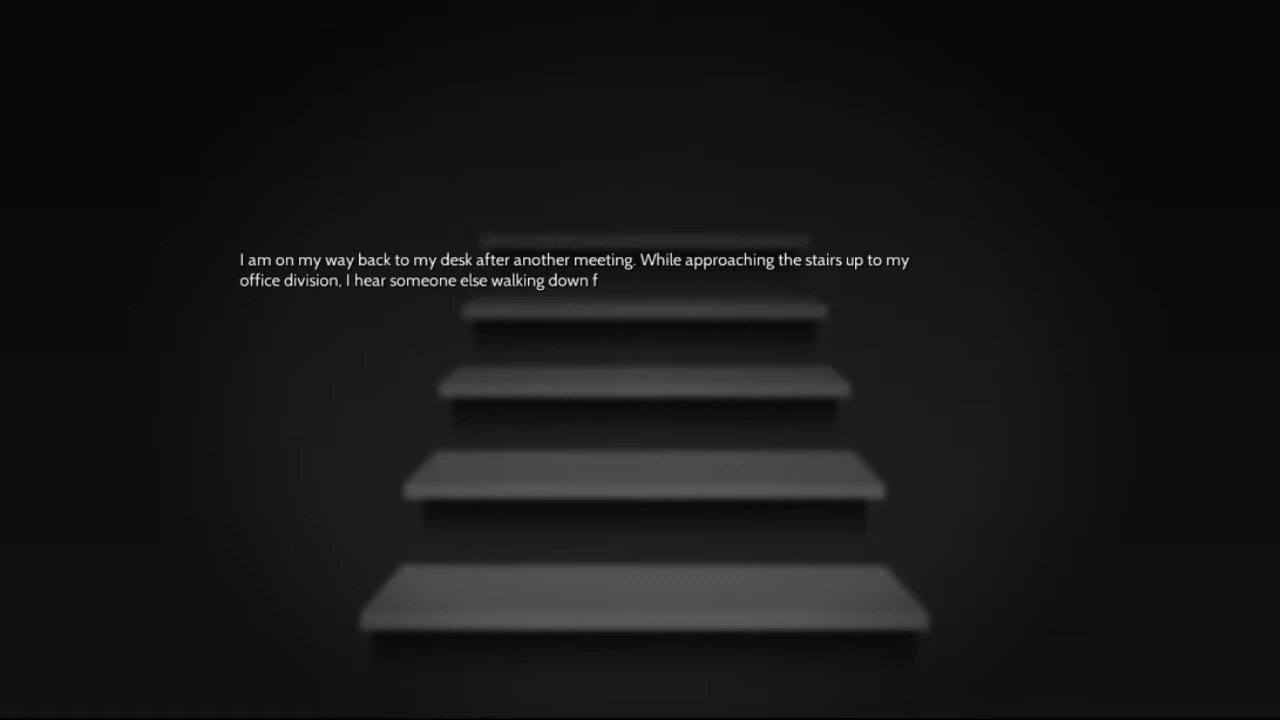 I am on my way back to my desk after another meeting. While approaching the stairs up to my
office division, I hear someone else walking down f